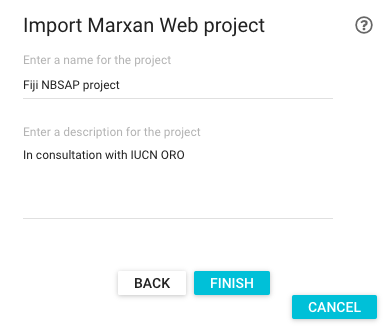 Import Marxan Web project
Enter a name for the project
Fiji NBSAP project
Enter a description for the project
In consultation with IUCN ORO
BACK FINISH
CANCEL